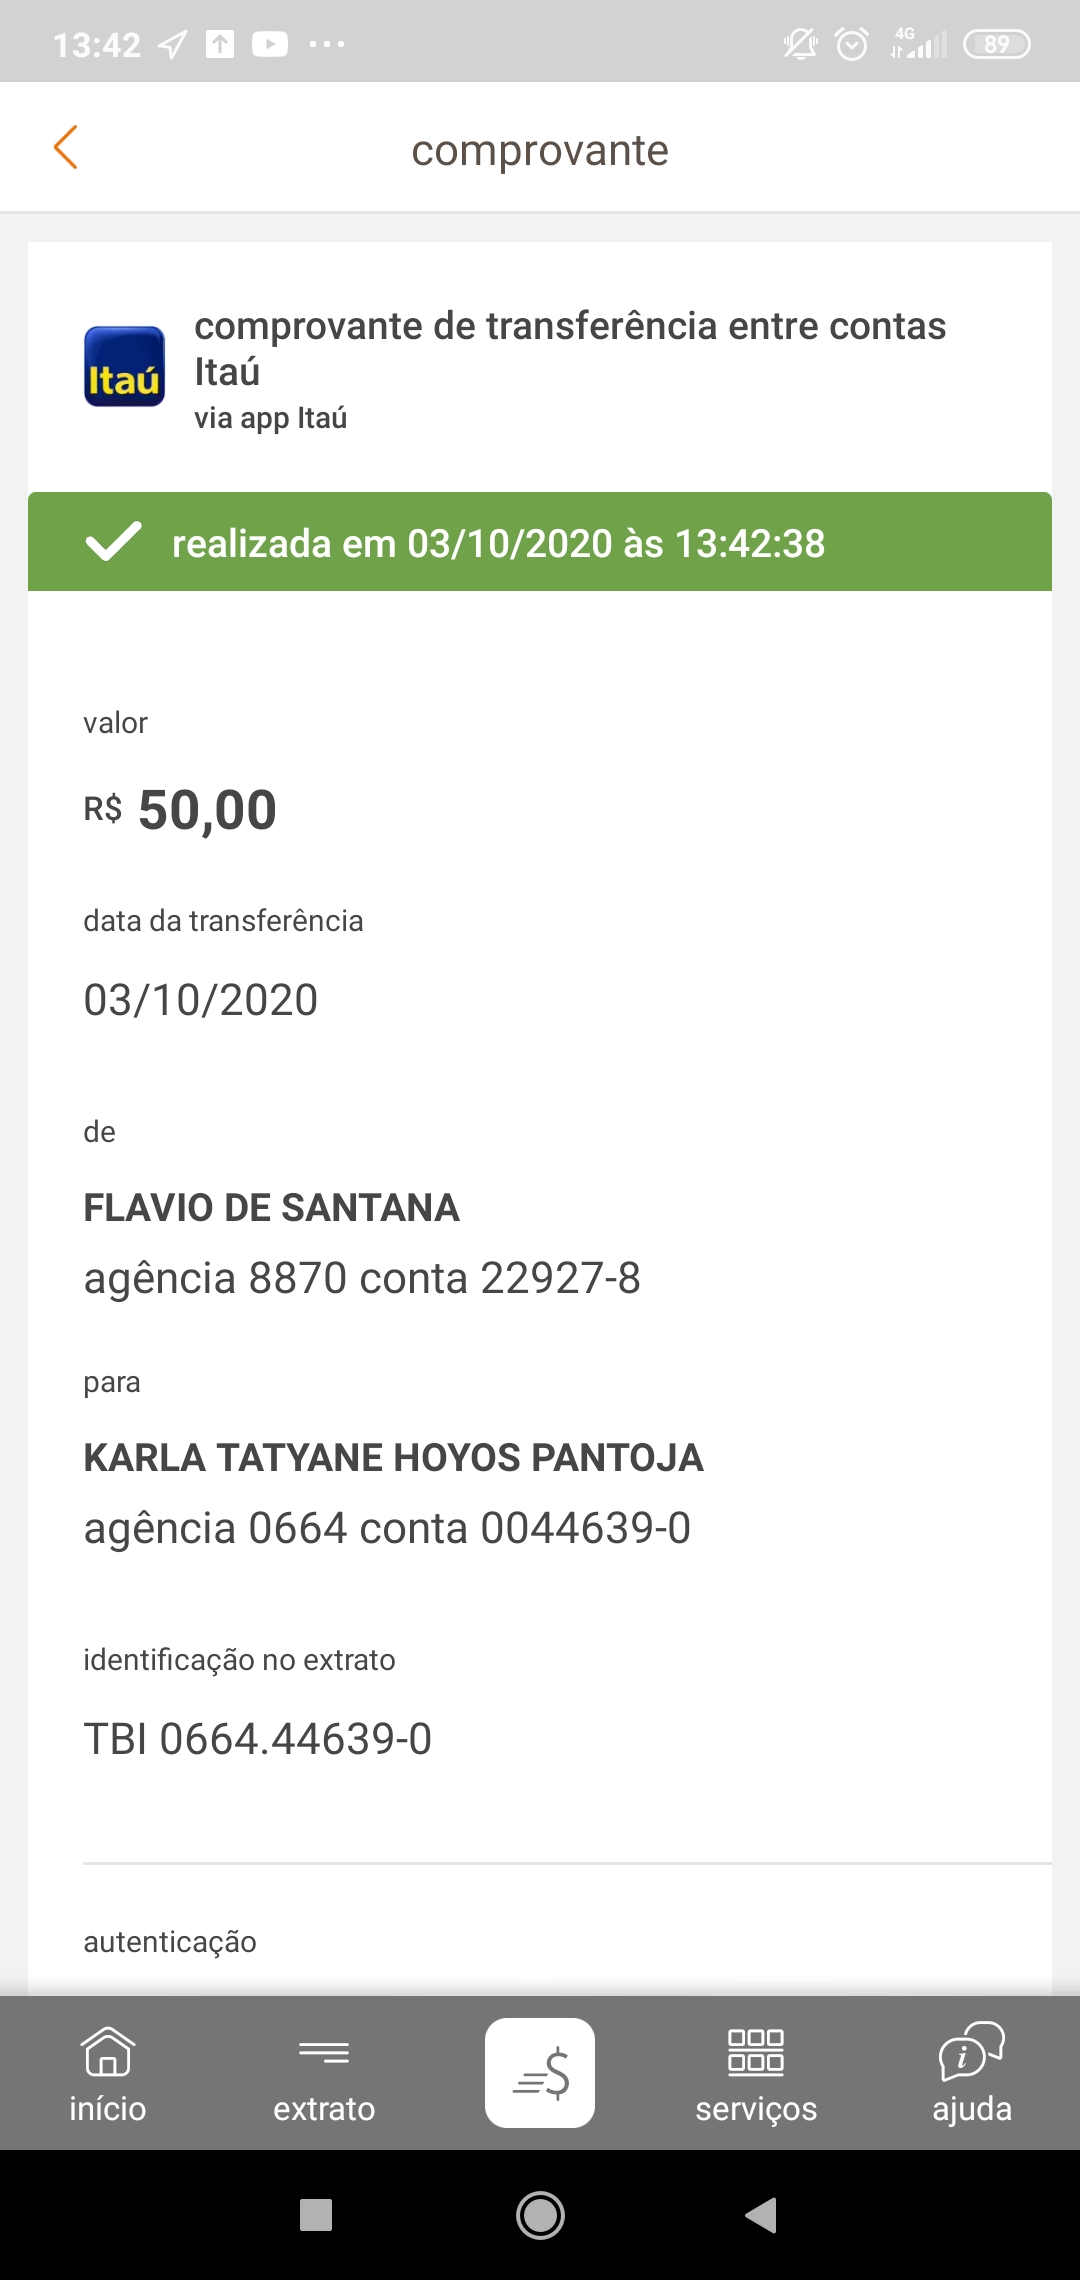 13:42
4G
89
comprovante
Itaú
comprovante de transferência entre contas
Itaú
via app Itaú
realizada em 03/10/2020 às 13:42:38
valor
R$ 50,00
data da transferência
03/10/2020
de
FLAVIO DE SANTANA
agência 8870 conta 22927-8
para
KARLA TATYANE HOYOS PANTOJA
agência 0664 conta 0044639-0
identificação no extrato
TBI 0664.44639-0
autenticação
início
extrato
serviços
ajuda